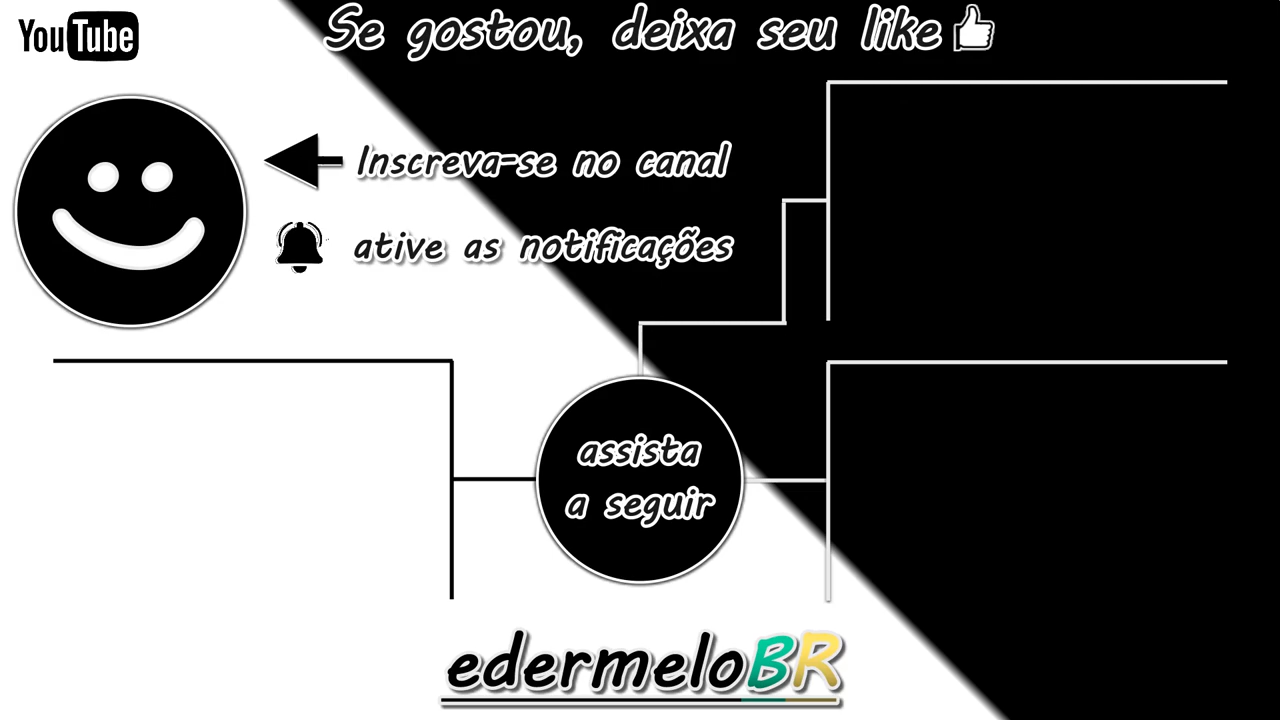 YouTube
Se gostou, deixa seu like
Inscreva-se no canal
ative as notificações
assista
a seguir
edermeloBR